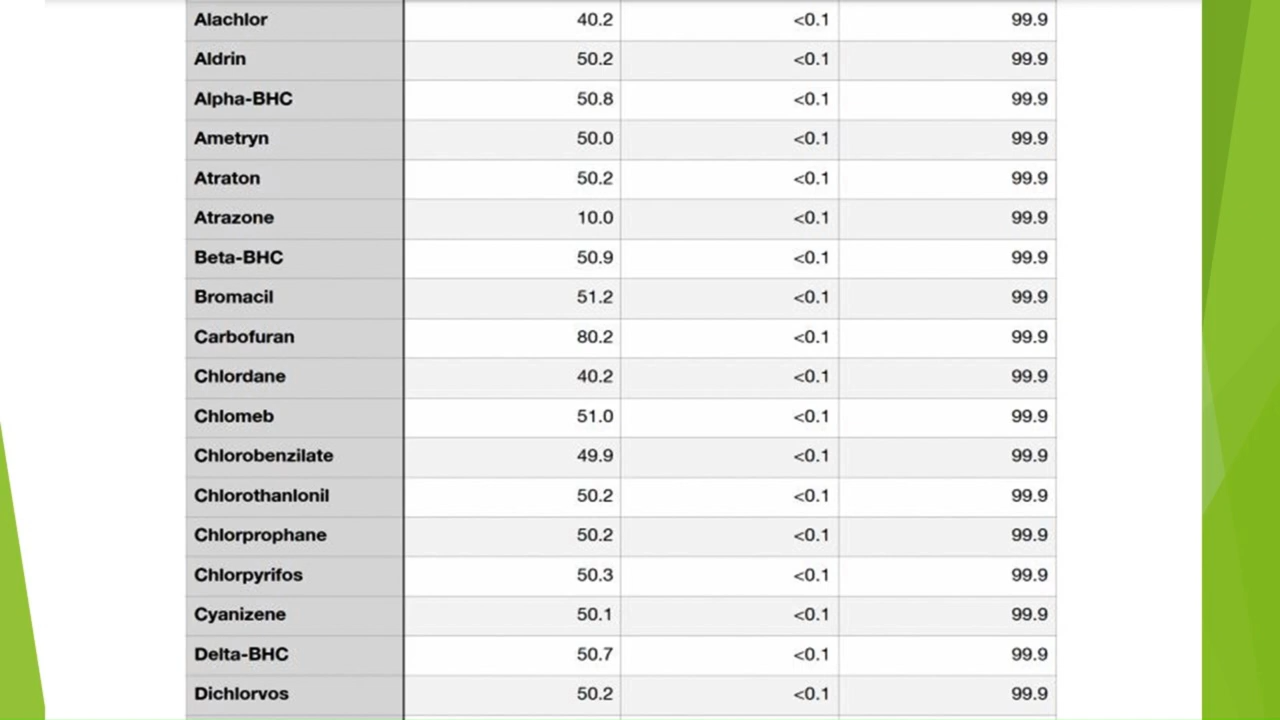 Alachlor 40.2 <0.1 99.9
Aldrin 50.2 <0.1 99.9
Alpha-BHC 50.8 <0.1 99.9
Ametryn 50.0 <0.1 99.9
Atraton 50.2 <0.1 99.9
Atrazone 10.0 <0.1 99.9
Beta-BHC 50.9 <0.1 99.9
Bromacil 51.2 <0.1 99.9
Carbofuran 80.2 <0.1 99.9
Chlordane 40.2 <0.1 99.9
Chlomeb 51.0 <0.1 99.9
Chlorobenzilate 49.9 <0.1 99.9
Chlorothanlonil 50.2 <0.1 99.9
Chlorprophane 50.2 <0.1 99.9
Chlorpyrifos 50.3 <0.1 99.9
Cyanizene 50.1 <0.1 99.9
Delta-BHC 50.7 <0.1 99.9
Dichlorvos 50.2 <0.1 99.9